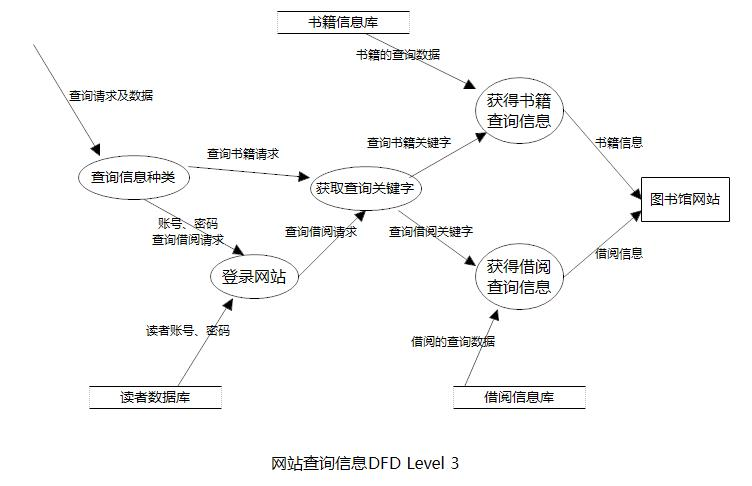 书籍信息库
书籍的查询数据
查询请求及数据
获得书籍
查询信息
查询书籍关键字
书籍信息
查询书籍请求
查询信息种类
获取查询关键字
图书馆网站
账号、密码
查询借阅请求
查询借阅请求
查询借阅关键字
借阅信息
登录网站
获得借阅
查询信息
读者账号、密码
借阅的查询数据
读者数据库
借阅信息库
网站查询信息DFD Level 3